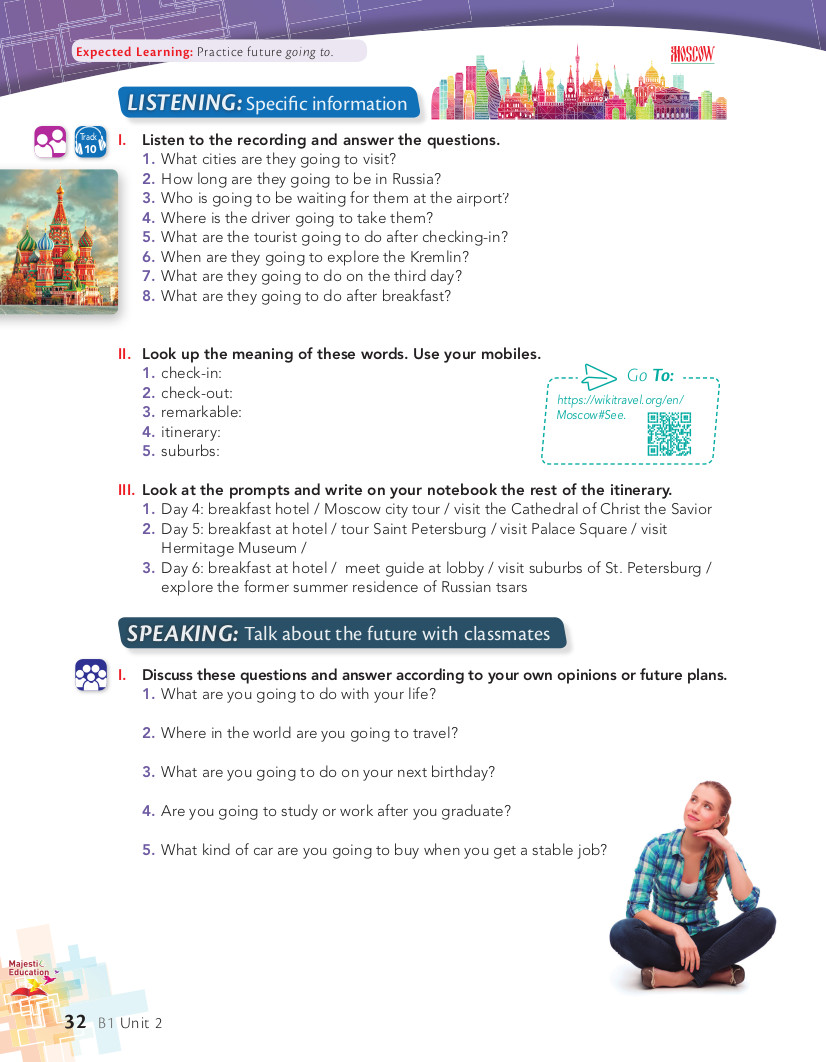 Expected Learning: Practice future going to.
MOSCOW
LISTENING: Specific information
Track
10
I. Listen to the recording and answer the questions.
1. What cities are they going to visit?
2. How long are they going to be in Russia?
3. Who is going to be waiting for them at the airport?
4. Where is the driver going to take them?
5. What are the tourist going to do after checking-in?
6. When are they going to explore the Kremlin?
7. What are they going to do on the third day?
8. What are they going to do after breakfast?
II. Look up the meaning of these words. Use your mobiles.
1. check-in:
2. check-out:
3. remarkable:
4. itinerary:
5. suburbs:
Go To:
https://wikitravel.org/en/
Moscow#See.
III. Look at the prompts and write on your notebook the rest of the itinerary.
1. Day 4: breakfast hotel / Moscow city tour / visit the Cathedral of Christ the Savior
2. Day 5: breakfast at hotel / tour Saint Petersburg / visit Palace Square / visit
Hermitage Museum /
3. Day 6: breakfast at hotel / meet guide at lobby / visit suburbs of St. Petersburg /
explore the former summer residence of Russian tsars
SPEAKING: Talk about the future with classmates
I. Discuss these questions and answer according to your own opinions or future plans.
1. What are you going to do with your life?
2. Where in the world are you going to travel?
3. What are you going to do on your next birthday?
4. Are you going to study or work after you graduate?
5. What kind of car are you going to buy when you get a stable job?
Majestic
Education
32 B1 Unit 2